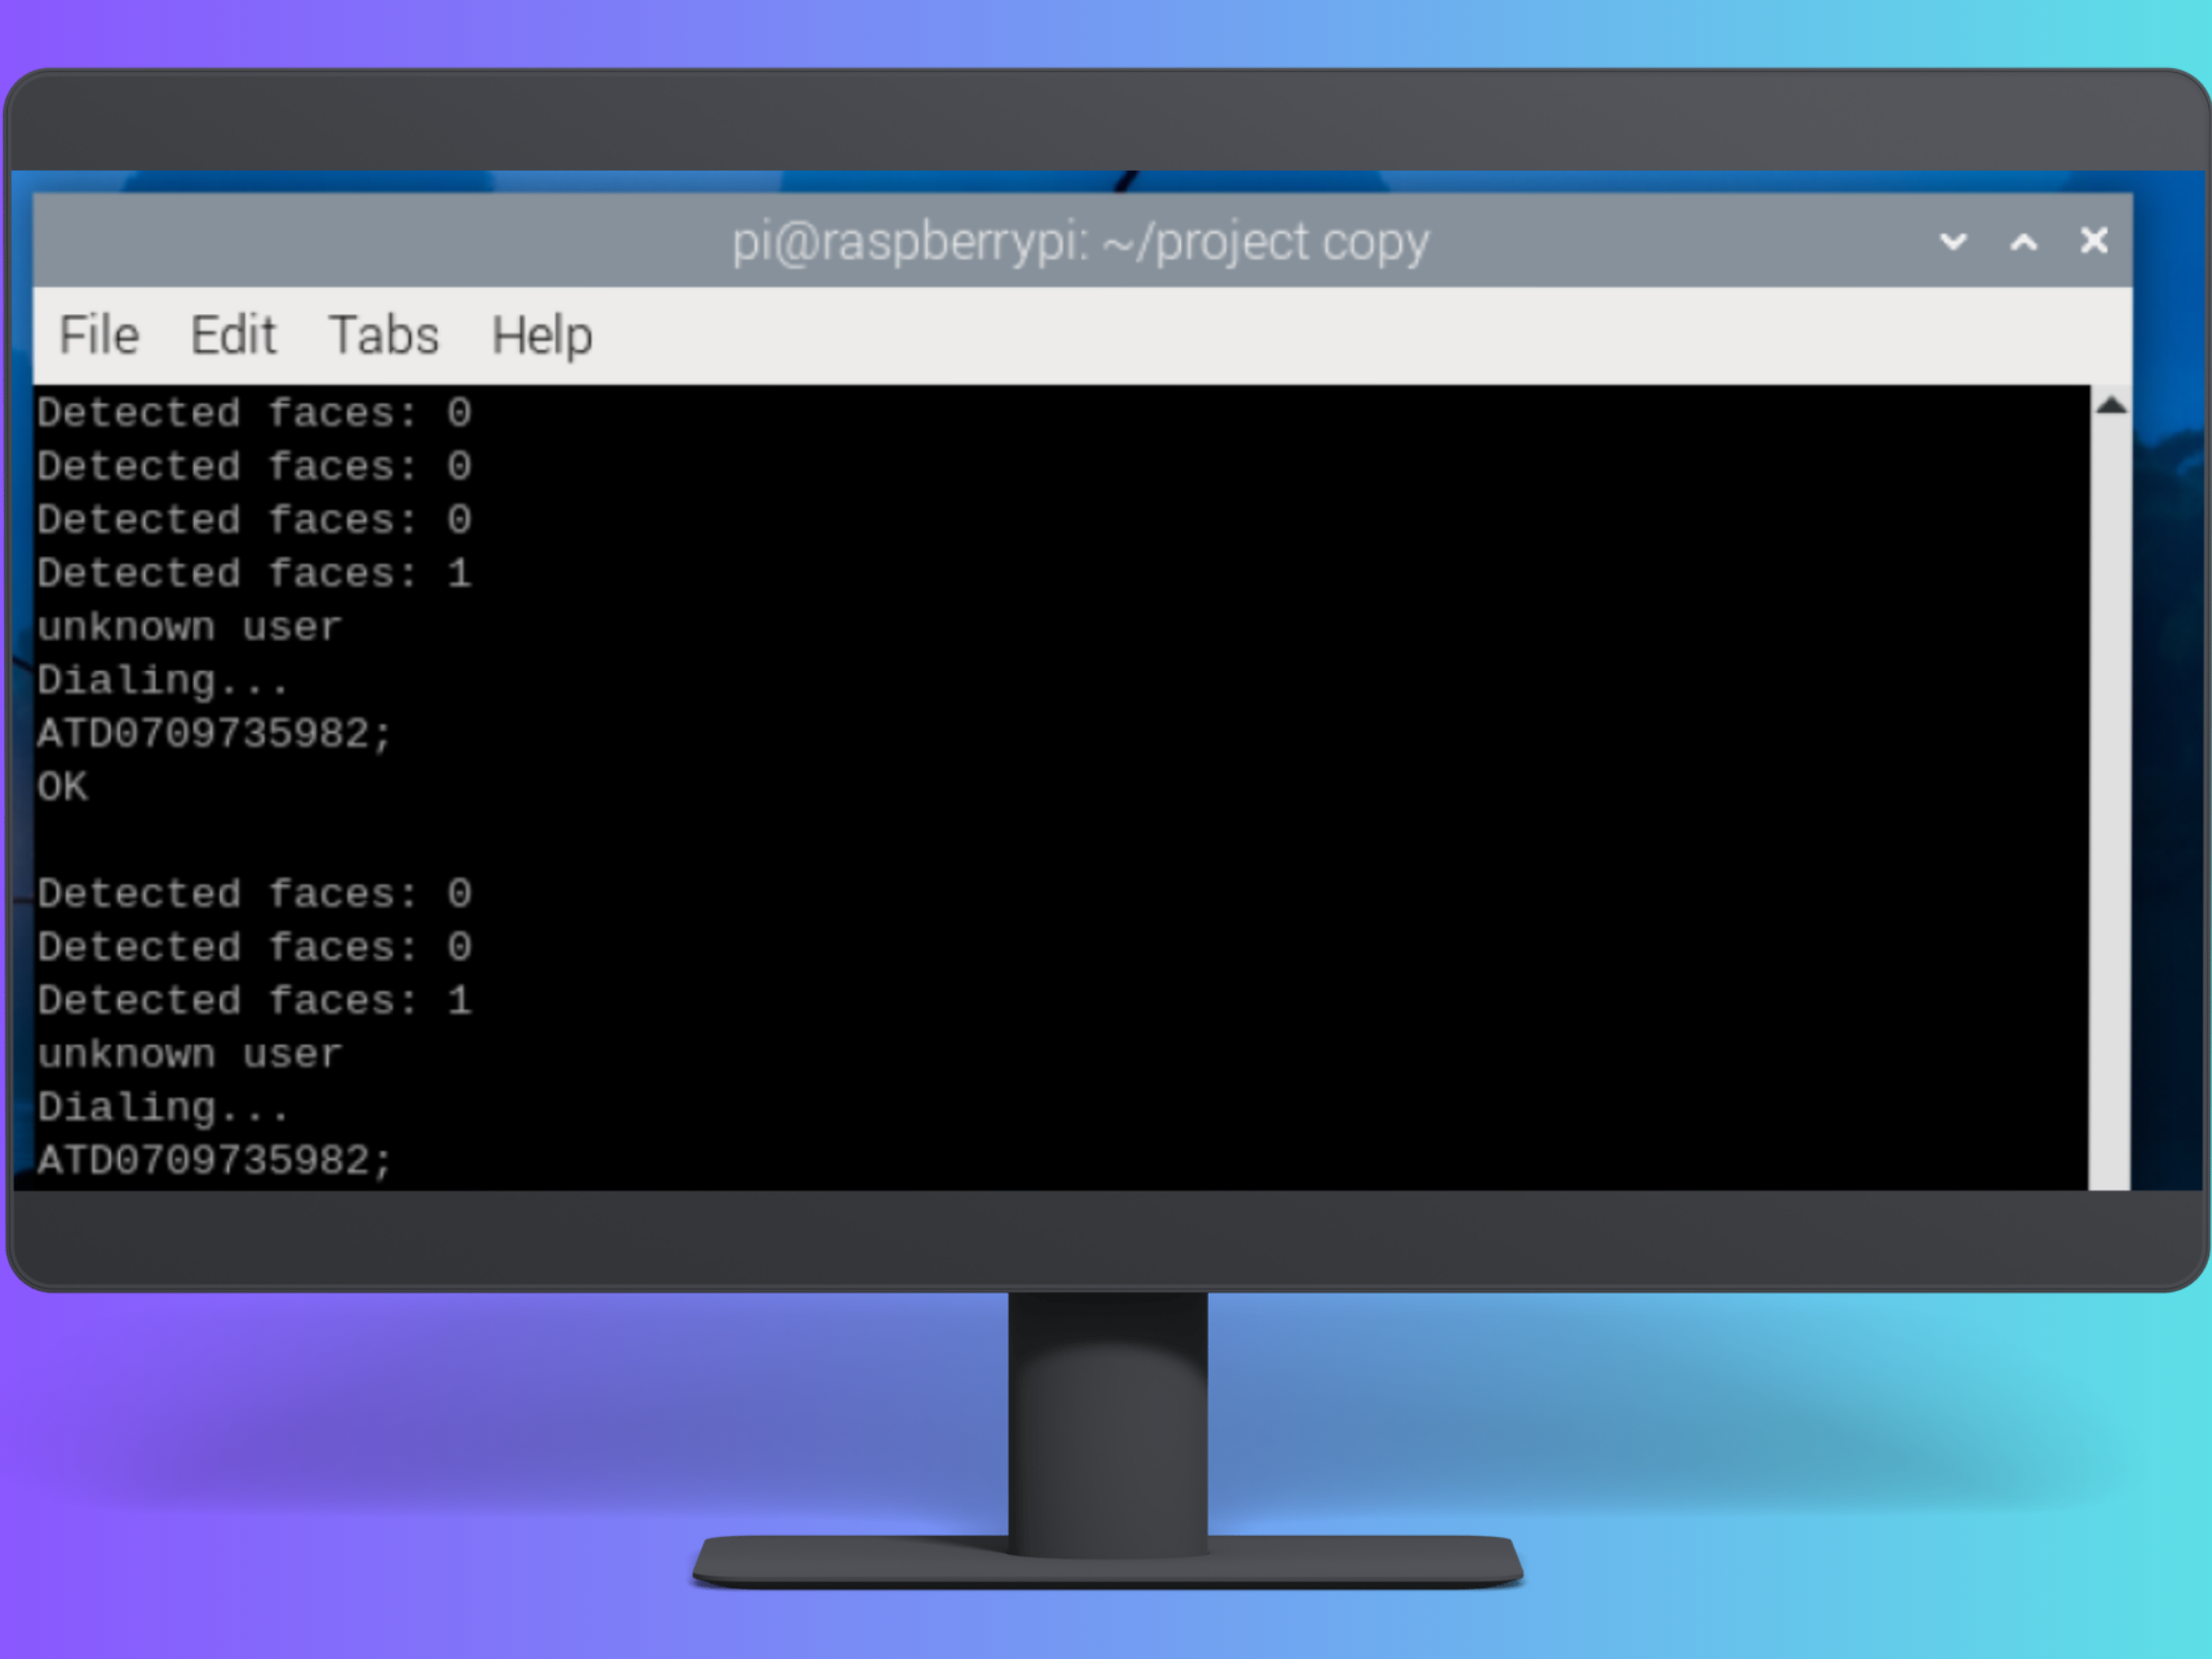 pi@raspberrypi: ~/project copy
File Edit Tabs Help
Detected faces: 0
Detected faces: 0
Detected faces: 0
Detected faces: 1
unknown user
Dialing...
ATD0709735982;
OK
Detected faces: 0
Detected faces: 0
Detected faces: 1
unknown user
Dialing...
ATD0709735982;